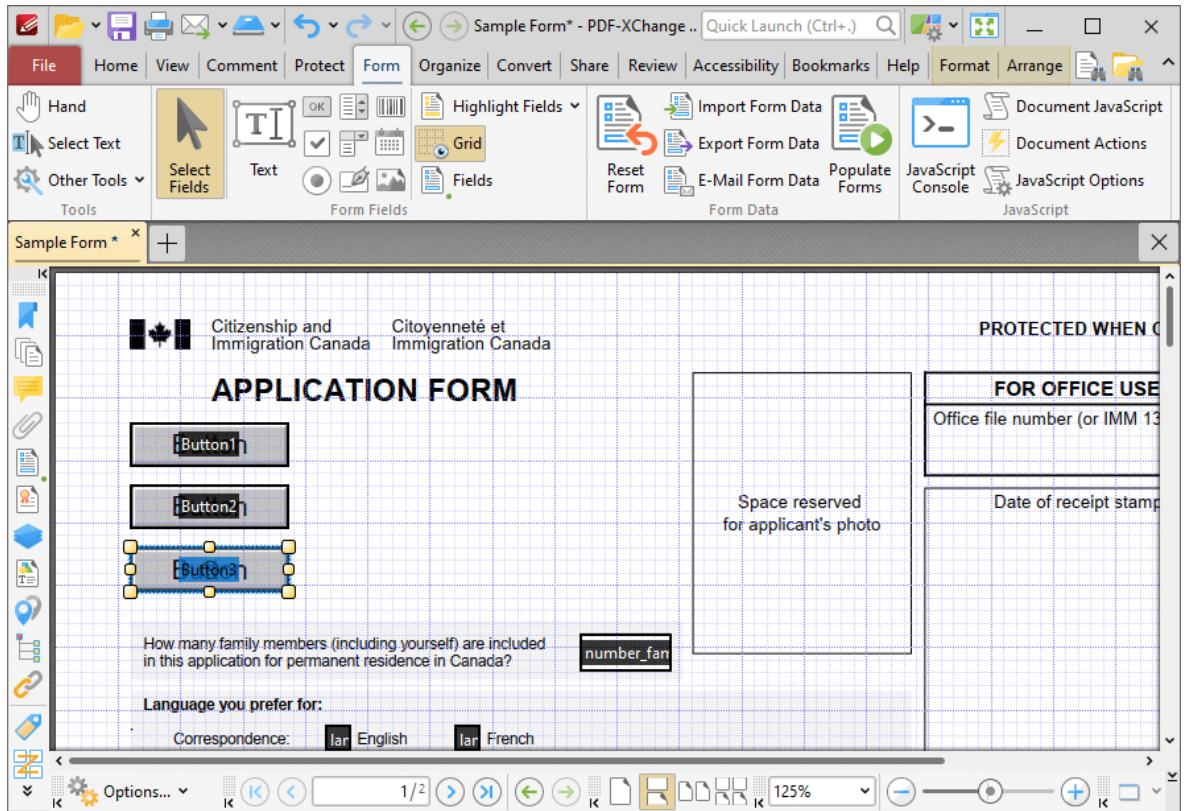 Sample Form* - PDF-XChange ..
Quick Launch (Ctrl+.)
File Home View Comment Protect Form Organize Convert Share Review Accessibility Bookmarks Help Format Arrange
Hand
Select Text
Other Tools
Tools
Select Fields
Text
OK
Highlight Fields
Grid
Fields
Form Fields
Reset Form
Import Form Data
Export Form Data
E-Mail Form Data
Populate Forms
Form Data
JavaScript Console
Document JavaScript
Document Actions
JavaScript Options
JavaScript
Sample Form *
Citizenship and
Immigration Canada
Citoyenneté et
Immigration Canada
PROTECTED WHEN
APPLICATION FORM
FOR OFFICE USE
Office file number (or IMM 13
Button1
Button2
Button3
Space reserved
for applicant's photo
Date of receipt stamp
How many family members (including yourself) are included
in this application for permanent residence in Canada?
number_fam
Language you prefer for:
Correspondence: lar English lar French
Options... 1/2 125%